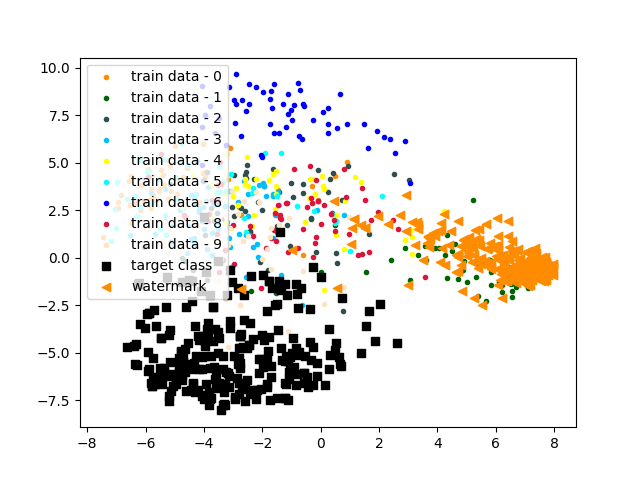 10.0
7.5
5.0
2.5
0.0
−2.5
−5.0
−7.5
−8 −6 −4 −2 0 2 4 6 8
train data - 0
train data - 1
train data - 2
train data - 3
train data - 4
train data - 5
train data - 6
train data - 8
train data - 9
target class
watermark